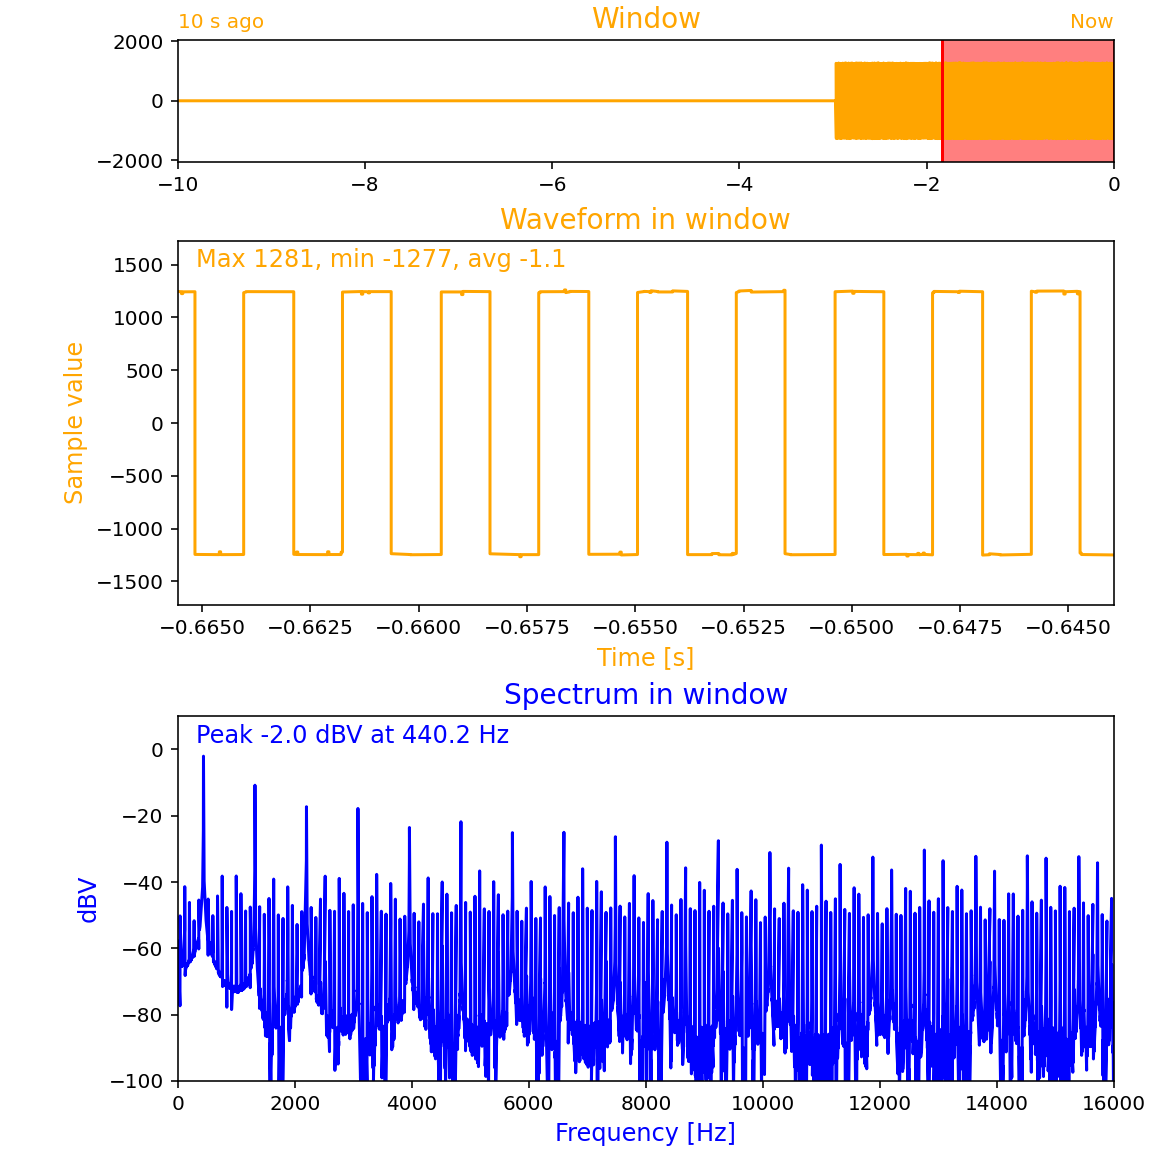 10 s ago Window Now
2000
0
−2000
−10 −8 −6 −4 −2 0
Waveform in window
Max 1281, min -1277, avg -1.1
1500
1000
500
0
−500
−1000
−1500
Sample value
−0.6650 −0.6625 −0.6600 −0.6575 −0.6550 −0.6525 −0.6500 −0.6475 −0.6450
Time [s]
Spectrum in window
Peak -2.0 dBV at 440.2 Hz
0
−20
−40
−60
−80
−100
dBV
0 2000 4000 6000 8000 10000 12000 14000 16000
Frequency [Hz]